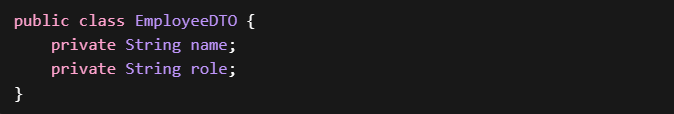 public class EmployeeDTO {
    private String name;
    private String role;
}